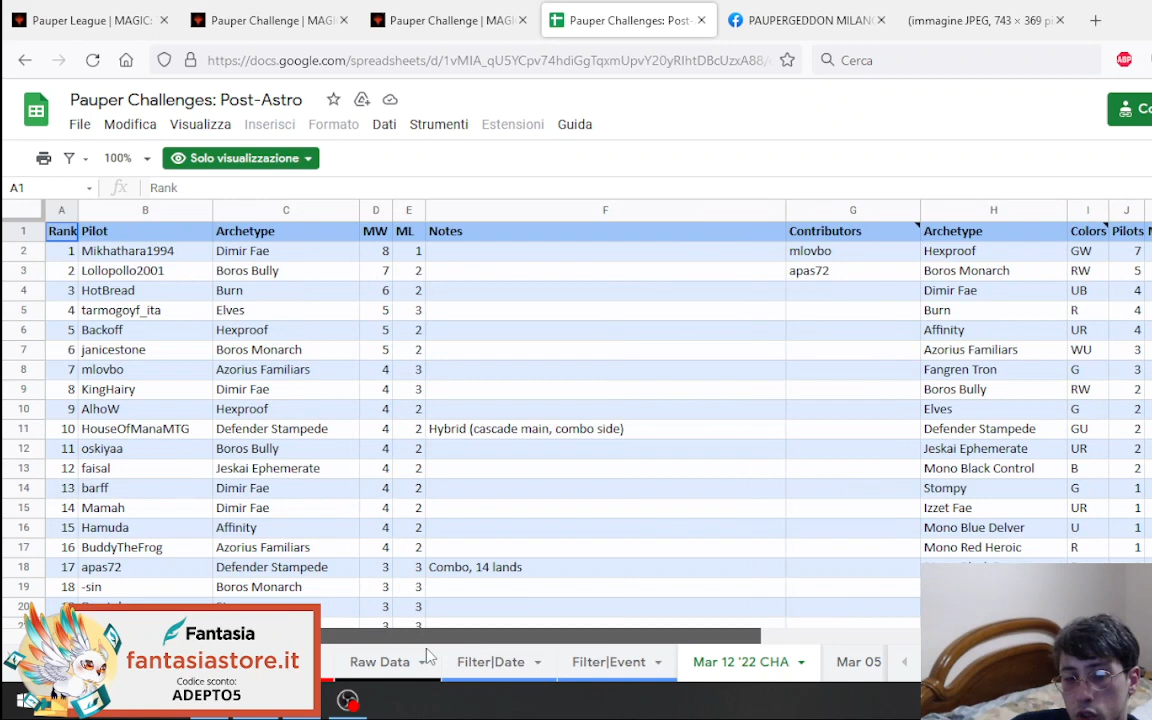 Pauper League | MAGIC:
Pauper Challenge | MAGI
Pauper Challenge | MAGI
Pauper Challenges: Post-
PAUPERGEDDON MILAN
(immagine JPEG, 743 × 369 pi
https://docs.google.com/spreadsheets/d/1vMIA_qU5YCpv74hdiGgTqxmUpvY20yRIhtDBcUzxA88/
Cerca
ABP
Pauper Challenges: Post-Astro
File Modifica Visualizza Inserisci Formato Dati Strumenti Estensioni Guida
Co
100% Solo visualizzazione
A1 fx Rank
A B C D E F G H I J
1 Rank Pilot Archetype MW ML Notes Contributors Archetype Colors Pilots
2 1 Mikhathara1994 Dimir Fae 8 1 mlovbo Hexproof GW 7
3 2 Lollopollo2001 Boros Bully 7 2 apas72 Boros Monarch RW 5
4 3 HotBread Burn 6 2 Dimir Fae UB 4
5 4 tarmogoyf_ita Elves 5 3 Burn R 4
6 5 Backoff Hexproof 5 2 Affinity UR 4
7 6 janicestone Boros Monarch 5 2 Azorius Familiars WU 3
8 7 mlovbo Azorius Familiars 4 3 Fangren Tron G 3
9 8 KingHairy Dimir Fae 4 3 Boros Bully RW 2
10 9 AlhoW Hexproof 4 2 Elves G 2
11 10 HouseOfManaMTG Defender Stampede 4 2 Hybrid (cascade main, combo side) Defender Stampede GU 2
12 11 oskiyaa Boros Bully 4 2 Jeskai Ephemerate UR 2
13 12 faisal Jeskai Ephemerate 4 2 Mono Black Control B 2
14 13 barff Dimir Fae 4 2 Stompy G 1
15 14 Mamah Dimir Fae 4 2 Izzet Fae UR 1
16 15 Hamuda Affinity 4 2 Mono Blue Delver U 1
17 16 BuddyTheFrog Azorius Familiars 4 2 Mono Red Heroic R 1
18 17 apas72 Defender Stampede 3 3 Combo, 14 lands
19 18 -sin Boros Monarch 3 3
20 3 3
3 3
Raw Data Filter|Date Filter|Event Mar 12 '22 CHA Mar 05
Fantasia
fantasiastore.it
Codice sconto:
ADEPTO5